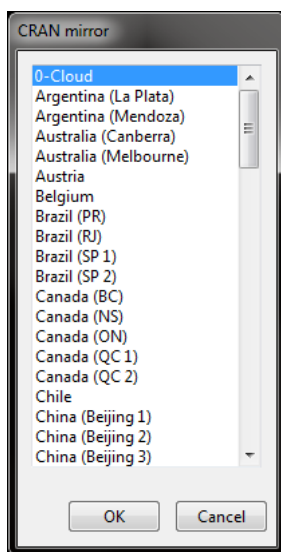 CRAN mirror
0-Cloud
Argentina (La Plata)
Argentina (Mendoza)
Australia (Canberra)
Australia (Melbourne)
Austria
Belgium
Brazil (PR)
Brazil (RJ)
Brazil (SP 1)
Brazil (SP 2)
Canada (BC)
Canada (NS)
Canada (ON)
Canada (QC 1)
Canada (QC 2)
Chile
China (Beijing 1)
China (Beijing 2)
China (Beijing 3)
OK Cancel